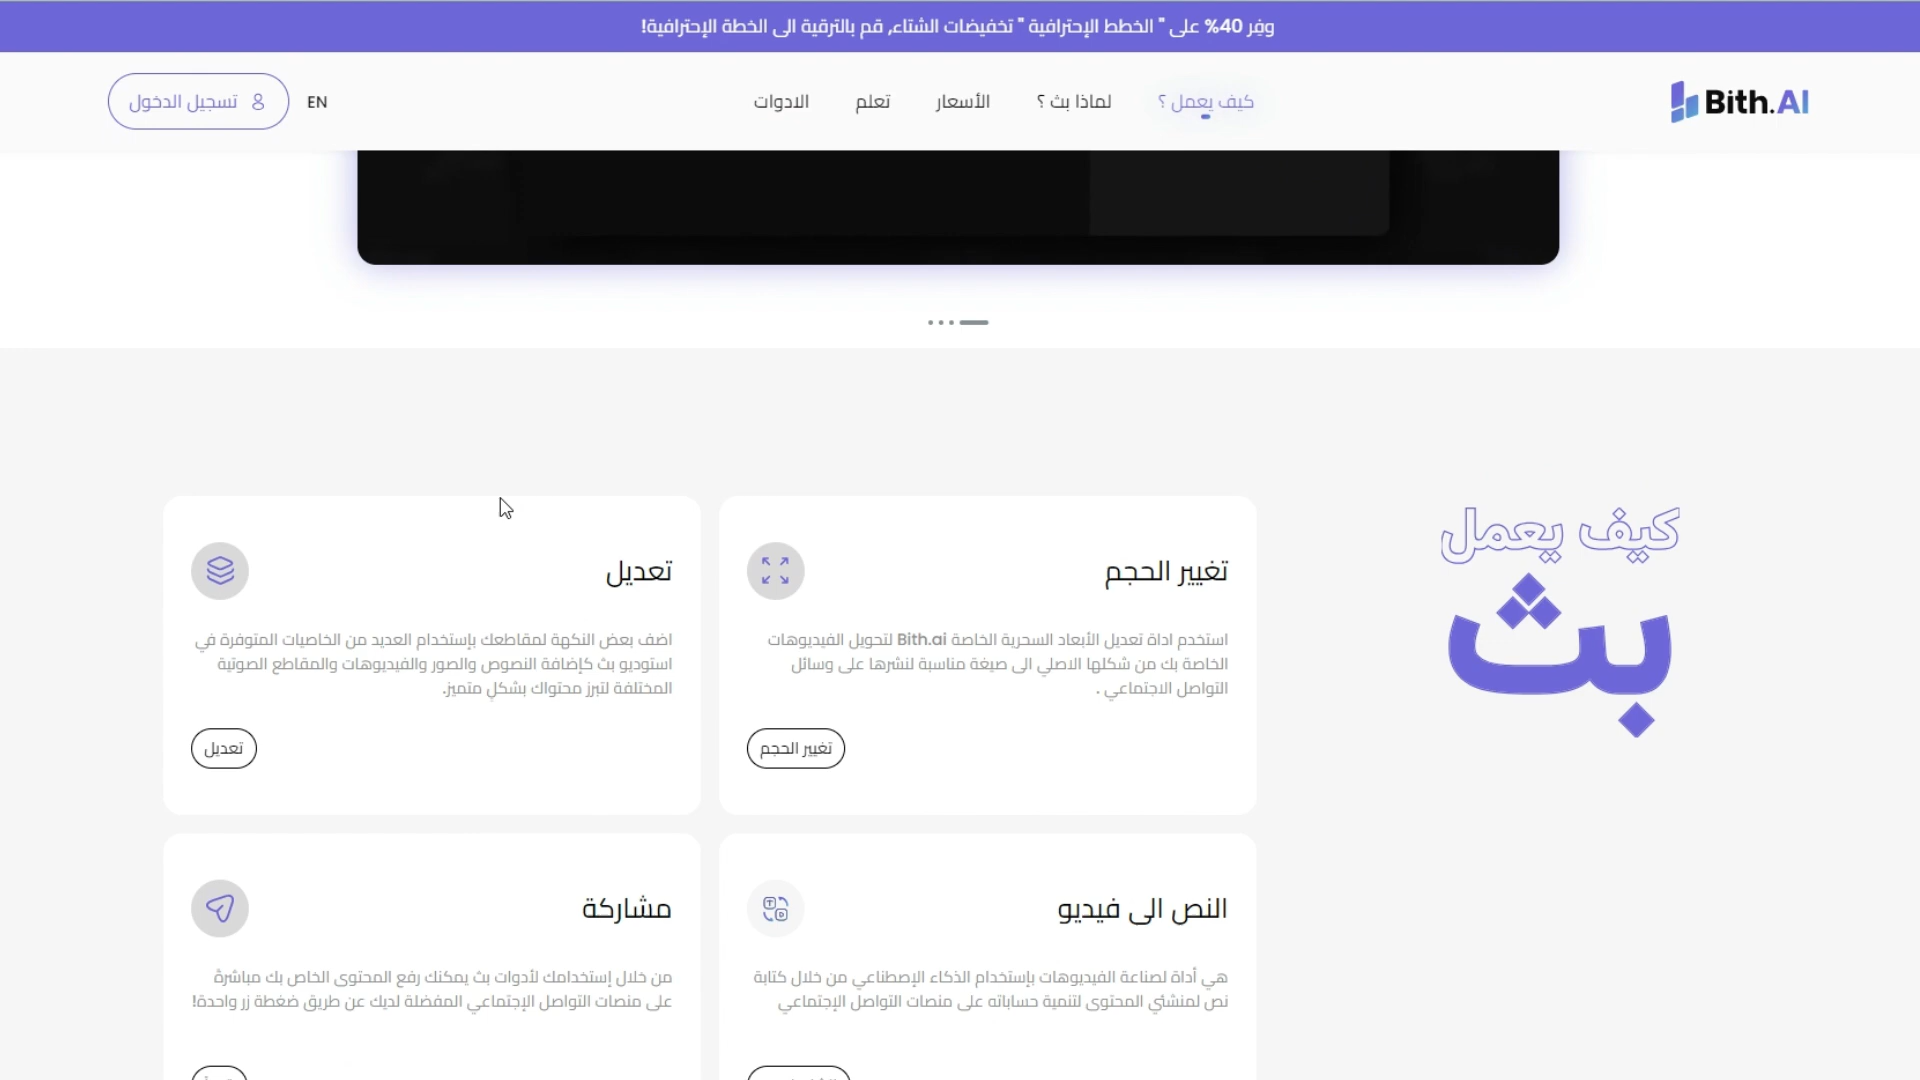 وفِر 40% على " الخطط الإحترافية " تخفيضات الشتاء, قم بالترقية الى الخطة الإحترافية!
Bith.AI
كيف يعمل ؟
لماذا بث ؟
الأسعار
تعلم
الادوات
EN
تسجيل الدخول
كيف يعمل
بث
تغيير الحجم
استخدم اداة تعديل الأبعاد السحرية الخاصة Bith.ai لتحويل الفيديوهات
الخاصة بك من شكلها الاصلي الى صيغة مناسبة لنشرها على وسائل
التواصل الاجتماعي .
تغيير الحجم
تعديل
اضف بعض النكهة لمقاطعك بإستخدام العديد من الخاصيات المتوفرة في
استوديو بث كإضافة النصوص والصور والفيديوهات والمقاطع الصوتية
المختلفة لتبرز محتواك بشكلٍ متميز.
تعديل
النص الى فيديو
هي أداة لصناعة الفيديوهات بإستخدام الذكاء الإصطناعي من خلال كتابة
نص لمنشئي المحتوى لتنمية حساباته على منصات التواصل الإجتماعي
مشاركة
من خلال إستخدامك لأدوات بث يمكنك رفع المحتوى الخاص بك مباشرةً
على منصات التواصل الإجتماعي المفضلة لديك عن طريق ضغطة زر واحدة!